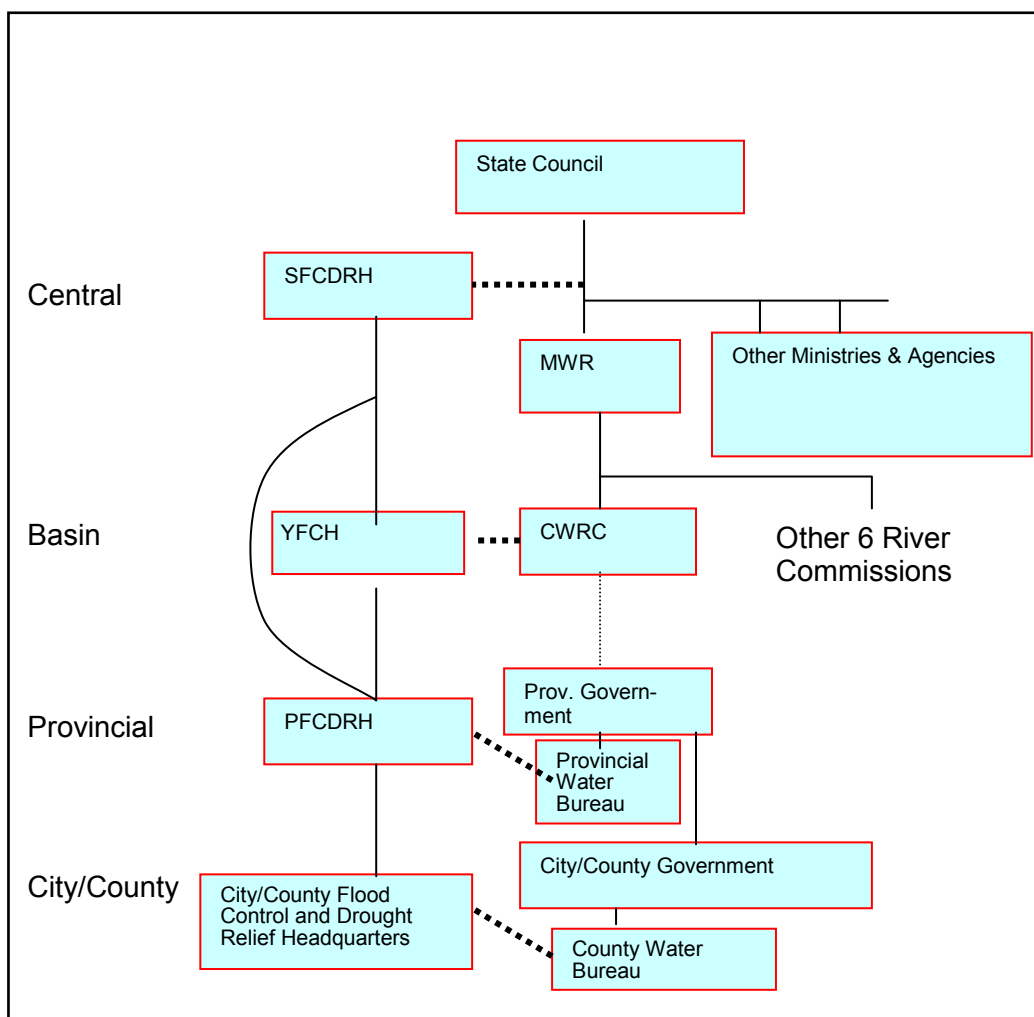 State Council
Central
SFCDRH
MWR
Other Ministries & Agencies
Basin
YFCH
CWRC
Other 6 River
Commissions
Provincial
PFCDRH
Prov. Govern-
ment
Provincial
Water
Bureau
City/County
City/County Flood
Control and Drought
Relief Headquarters
City/County Government
County Water
Bureau